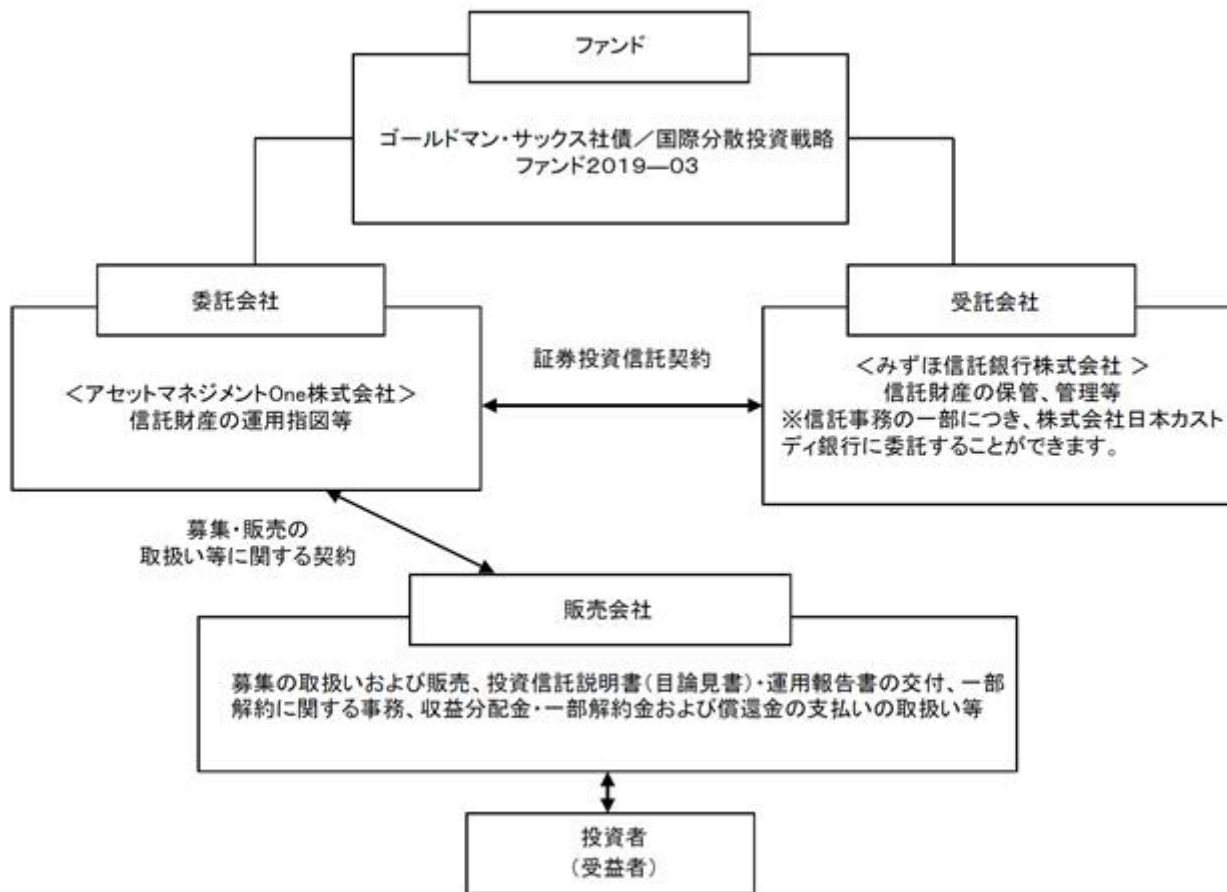 ファンド
ゴールドマン・サックス社債／国際分散投資戦略
ファンド2019―03
委託会社
＜アセットマネジメントOne株式会社＞
信託財産の運用指図等
証券投資信託契約
受託会社
＜みずほ信託銀行株式会社 ＞
信託財産の保管、管理等
※信託事務の一部につき、株式会社日本カスト
ディ銀行に委託することができます。
募集・販売の
取扱い等に関する契約
販売会社
募集の取扱いおよび販売、投資信託説明書（目論見書）・運用報告書の交付、一部
解約に関する事務、収益分配金・一部解約金および償還金の支払いの取扱い等
投資者
（受益者）